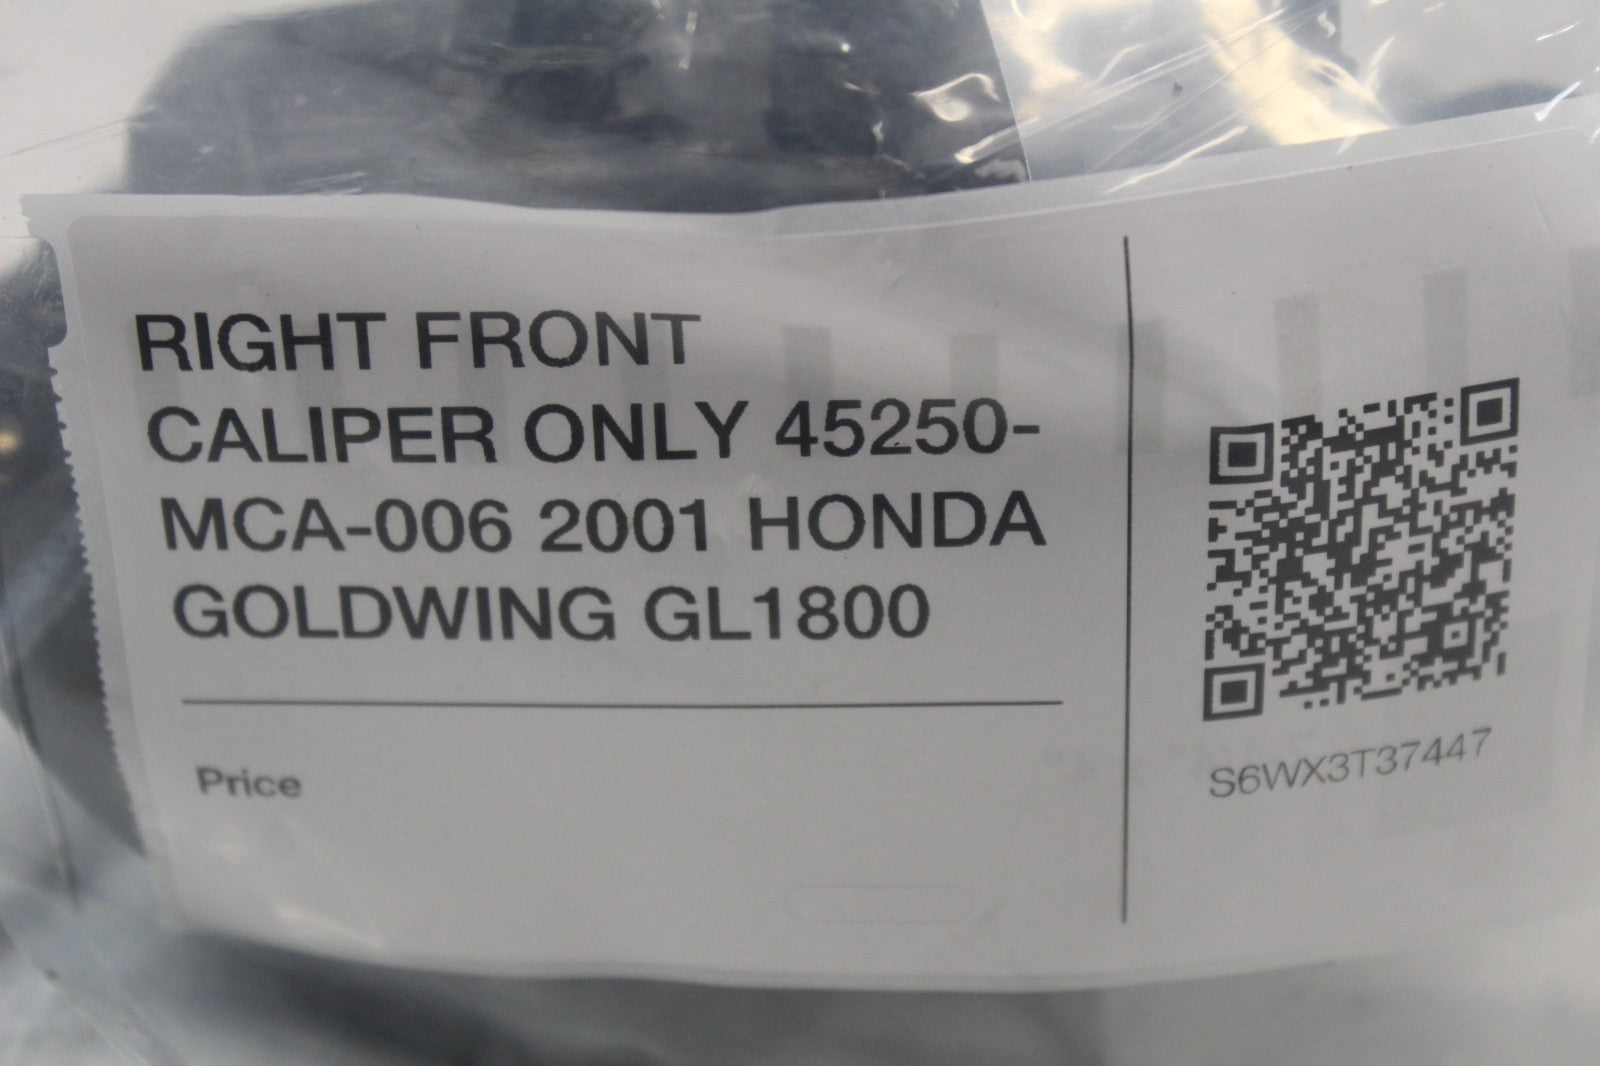 RIGHT FRONT
CALIPER ONLY 45250-
MCA-006 2001 HONDA
GOLDWING GL1800
Price
S6WX3T37447